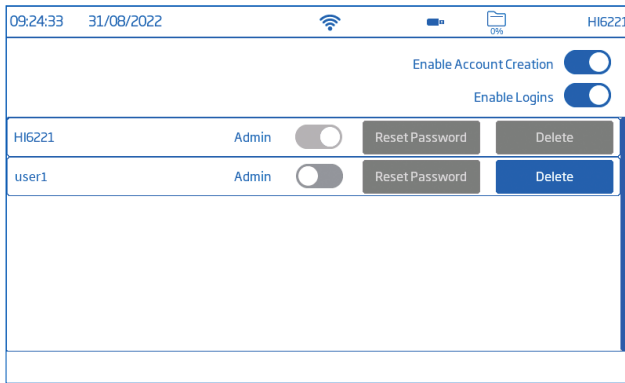 09:24:33 31/08/2022 0% HI6221
Enable Account Creation
Enable Logins
HI6221 Admin Reset Password Delete
user1 Admin Reset Password Delete